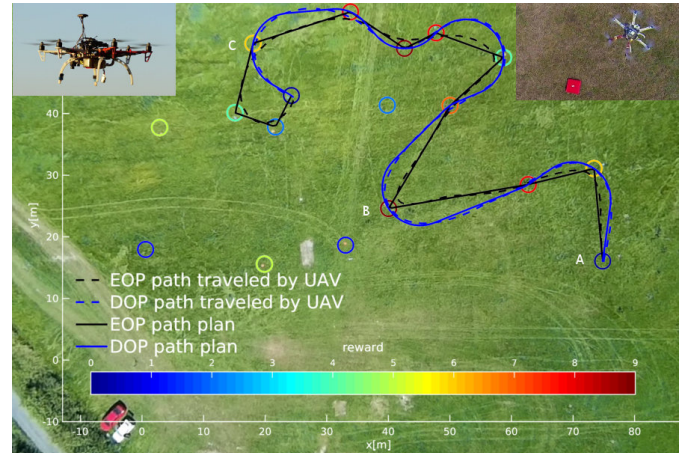 C
40
y[m]
30
B
20
A
EOP path traveled by UAV
DOP path traveled by UAV
10
EOP path plan
DOP path plan
reward
0
0 1 2 3 4 5 6 7 8 9
-10
-10 0 10 20 30 40 50 60 70 80
x[m]